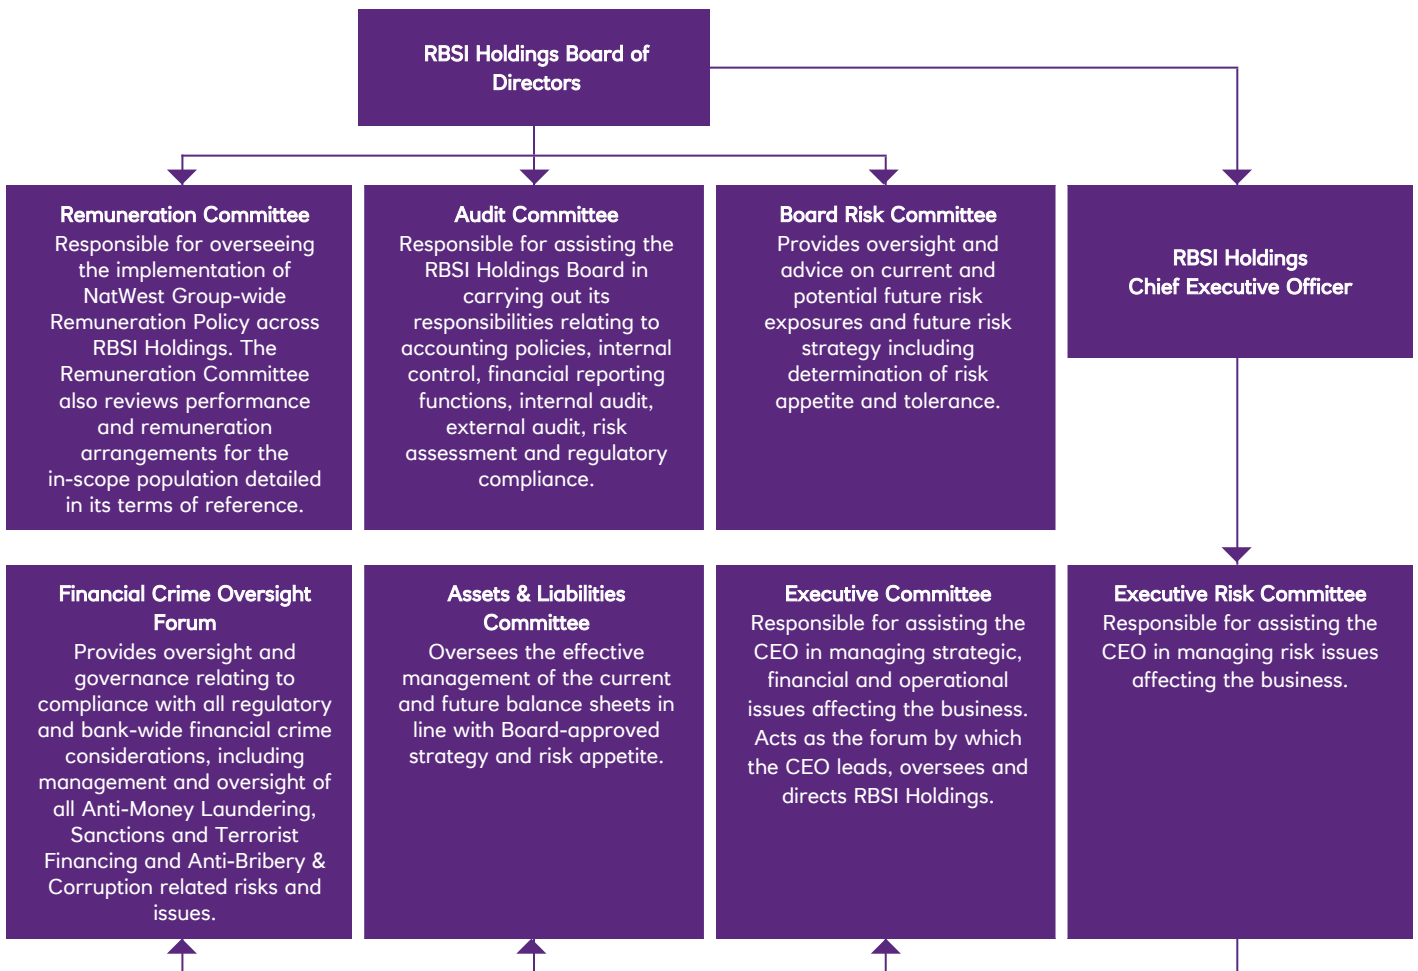 RBSI Holdings Board of
Directors
Remuneration Committee
Responsible for overseeing
the implementation of
NatWest Group-wide
Remuneration Policy across
RBSI Holdings. The
Remuneration Committee
also reviews performance
and remuneration
arrangements for the
in-scope population detailed
in its terms of reference.
Audit Committee
Responsible for assisting the
RBSI Holdings Board in
carrying out its
responsibilities relating to
accounting policies, internal
control, financial reporting
functions, internal audit,
external audit, risk
assessment and regulatory
compliance.
Board Risk Committee
Provides oversight and
advice on current and
potential future risk
exposures and future risk
strategy including
determination of risk
appetite and tolerance.
RBSI Holdings
Chief Executive Officer
Financial Crime Oversight
Forum
Provides oversight and
governance relating to
compliance with all regulatory
and bank-wide financial crime
considerations, including
management and oversight of
all Anti-Money Laundering,
Sanctions and Terrorist
Financing and Anti-Bribery &
Corruption related risks and
issues.
Assets & Liabilities
Committee
Oversees the effective
management of the current
and future balance sheets in
line with Board-approved
strategy and risk appetite.
Executive Committee
Responsible for assisting the
CEO in managing strategic,
financial and operational
issues affecting the business.
Acts as the forum by which
the CEO leads, oversees and
directs RBSI Holdings.
Executive Risk Committee
Responsible for assisting the
CEO in managing risk issues
affecting the business.